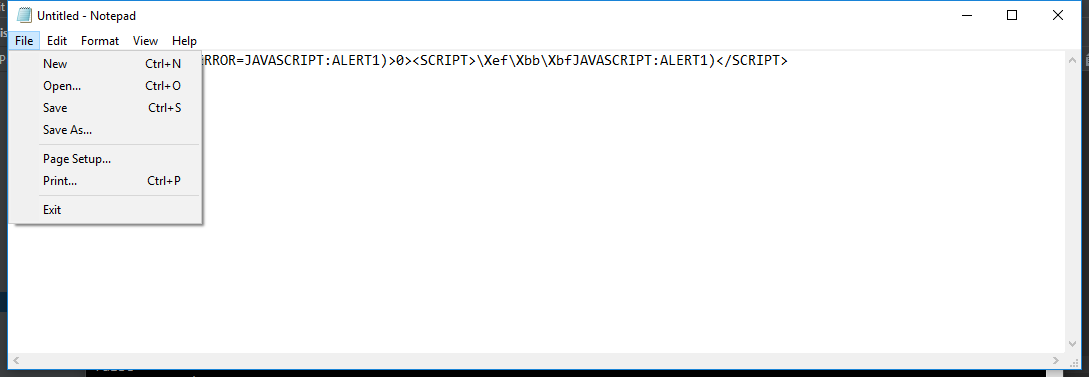 Untitled - Notepad
File Edit Format View Help
RROR=JAVASCRIPT:ALERT1)>0><SCRIPT>\Xef\Xbb\XbfJAVASCRIPT:ALERT1)</SCRIPT>
New Ctrl+N
Open... Ctrl+O
Save Ctrl+S
Save As...
Page Setup...
Print... Ctrl+P
Exit